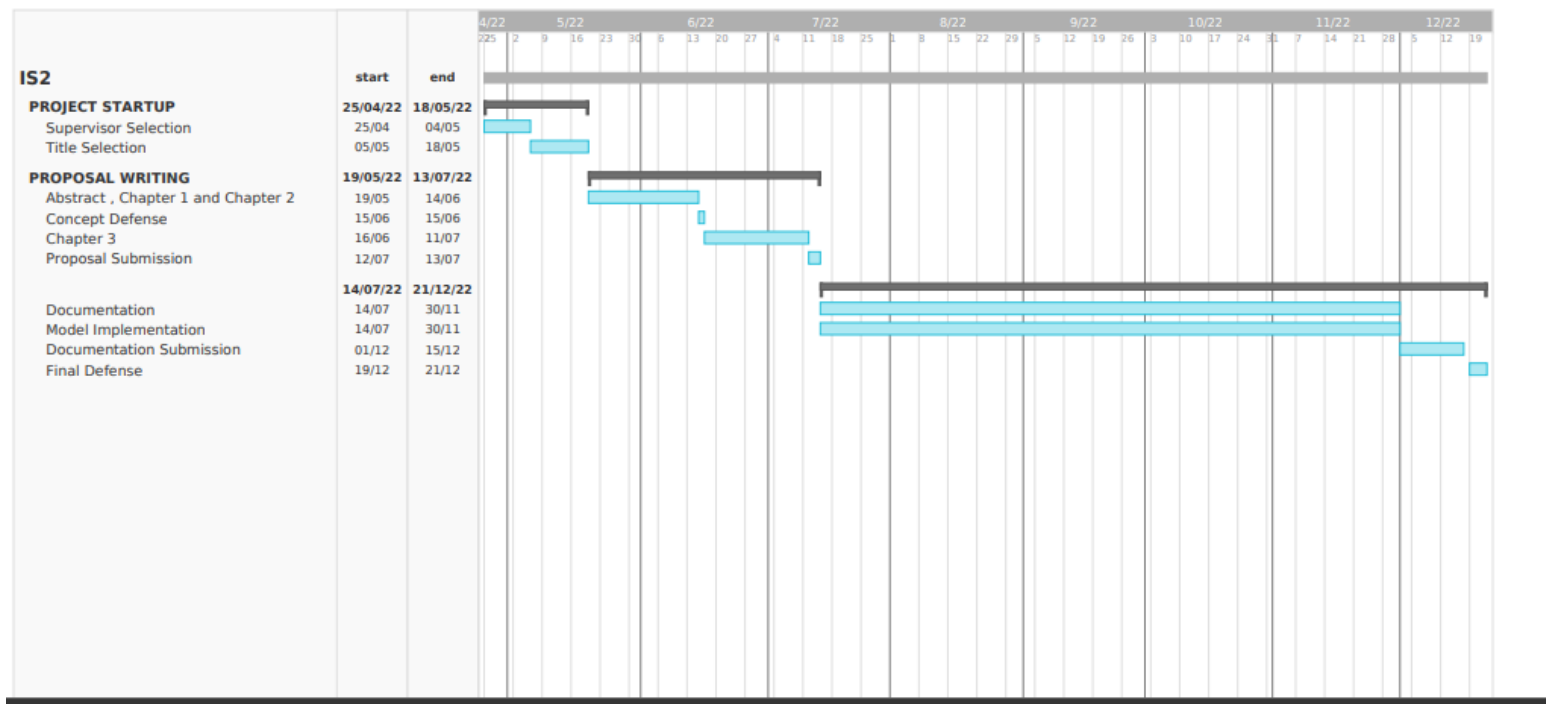 4/22 5/22 6/22 7/22 8/22 9/22 10/22 11/22 12/22
25 2 9 16 23 30 6 13 20 27 4 11 18 25 1 8 15 22 29 5 12 19 26 3 10 17 24 31 7 14 21 28 5 12 19
IS2 start end
PROJECT STARTUP 25/04/22 18/05/22
Supervisor Selection 25/04 04/05
Title Selection 05/05 18/05
PROPOSAL WRITING 19/05/22 13/07/22
Abstract , Chapter 1 and Chapter 2 19/05 14/06
Concept Defense 15/06 15/06
Chapter 3 16/06 11/07
Proposal Submission 12/07 13/07
14/07/22 21/12/22
Documentation 14/07 30/11
Model Implementation 14/07 30/11
Documentation Submission 01/12 15/12
Final Defense 19/12 21/12